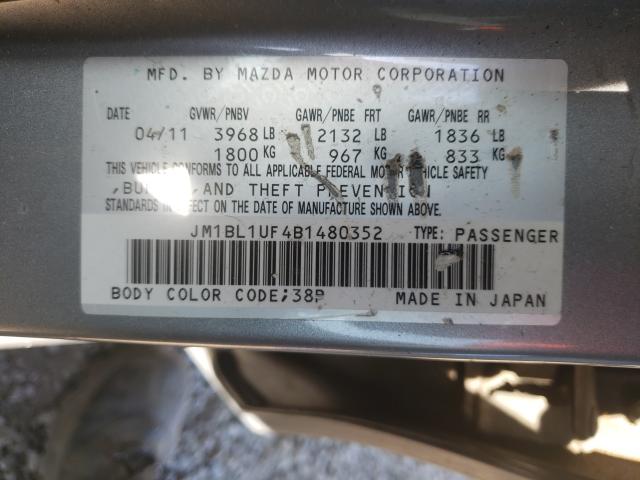 MFD. BY MAZDA MOTOR CORPORATION
DATE GVWR/PNBV GAWR/PNBE FRT GAWR/PNBE RR
04/11 3968 LB 2132 LB 1836 LB
1800 KG 967 KG 833 KG
THIS VEHICLE CONFORMS TO ALL APPLICABLE FEDERAL MOTOR VEHICLE SAFETY
, AND THEFT PREVENTION
STANDARDS IN EFFECT ON THE DATE OF MANUFACTURE SHOWN ABOVE.
JM1BL1UF4B1480352 TYPE: PASSENGER
BODY COLOR CODE;38P MADE IN JAPAN